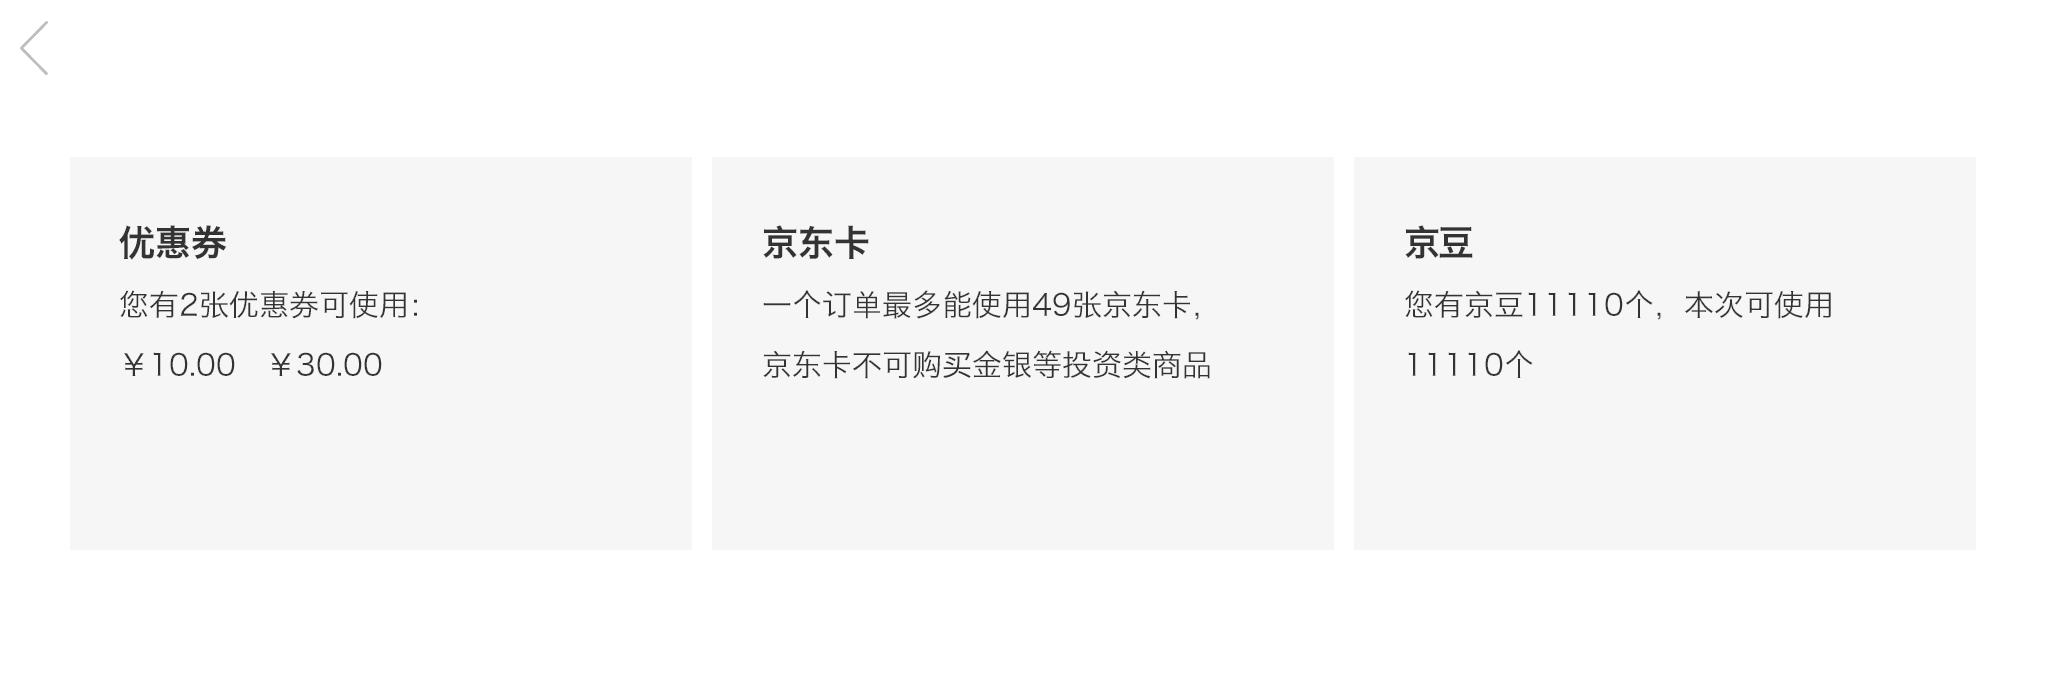 优惠券
您有2张优惠券可使用：
￥10.00 ￥30.00
京东卡
一个订单最多能使用49张京东卡，
京东卡不可购买金银等投资类商品
京豆
您有京豆11110个，本次可使用
11110个